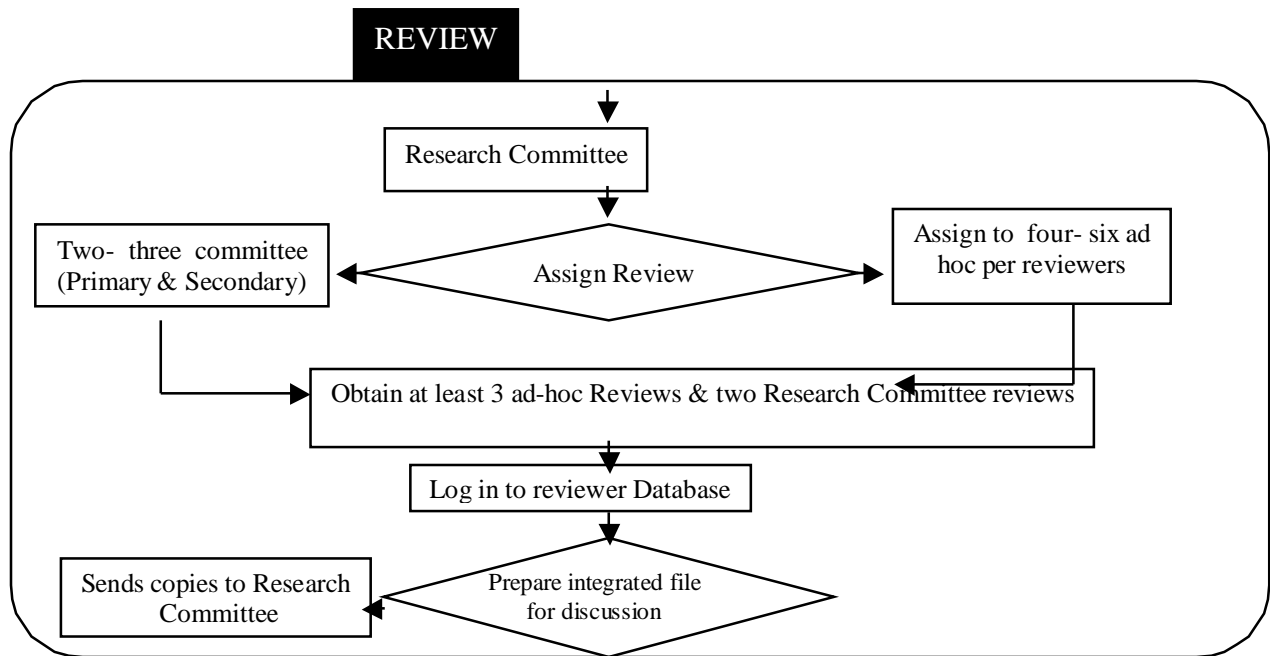 REVIEW
Research Committee
Two- three committee
(Primary & Secondary)
Assign Review
Assign to four- six ad
hoc per reviewers
Obtain at least 3 ad-hoc Reviews & two Research Committee reviews
Log in to reviewer Database
Sends copies to Research
Committee
Prepare integrated file
for discussion